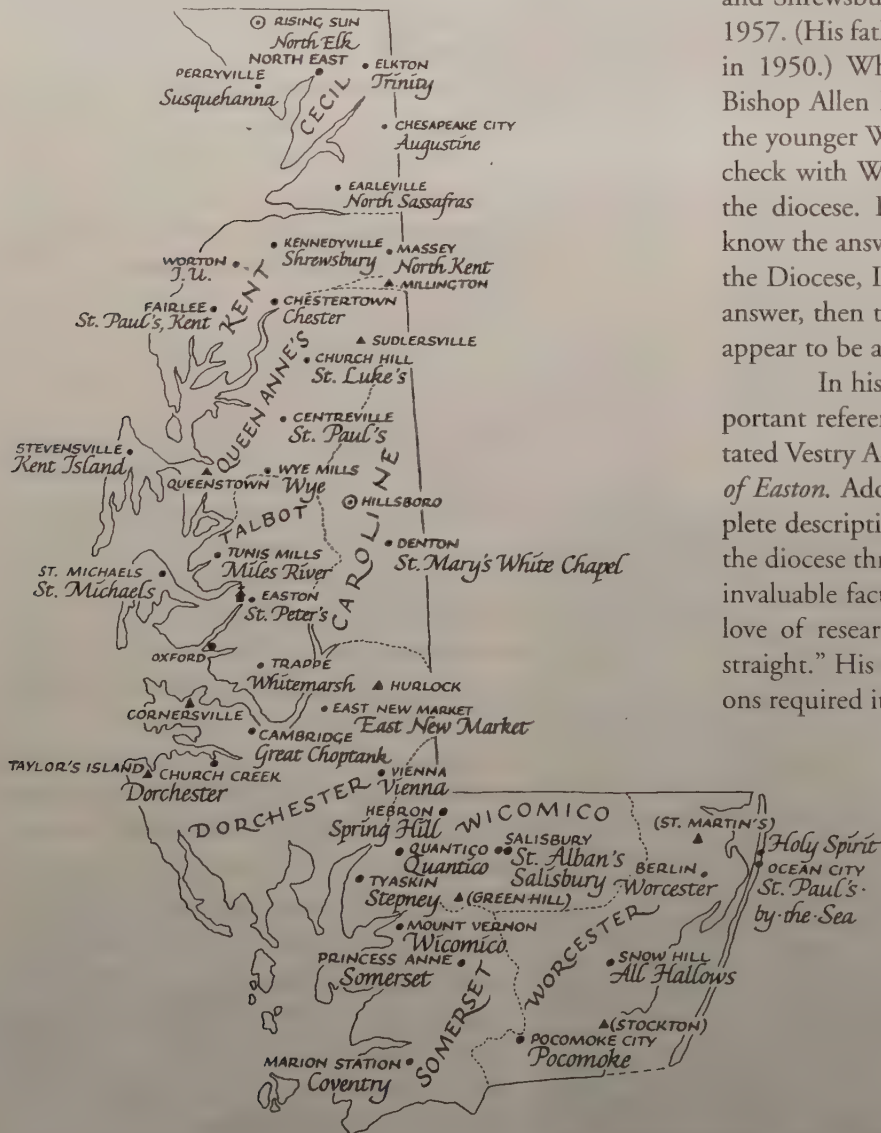 RISING SUN
North Elk
NORTH EAST
ELKTON
Trinity
PERRYVILLE
Susquehanna
CECIL
CHESAPEAKE CITY
Augustine
EARLEVILLE
North Sassafras
KENNEDYVILLE
Shrewsbury
MASSEY
North Kent
WORTON
I.U.
MILLINGTON
KENT
FAIRLEE
St. Paul's, Kent
CHESTERTOWN
Chester
SUDLERSVILLE
QUEEN ANNE'S
CHURCH HILL
St. Luke's
CENTREVILLE
St. Paul's
STEVENSVILLE
Kent Island
QUEENSTOWN
WYE MILLS
Wye
HILLSBORO
TALBOT
CAROLINE
DENTON
St. Mary's White Chapel
TUNIS MILLS
Miles River
ST. MICHAELS
St. Michaels
EASTON
St. Peter's
OXFORD
TRAPPE
Whitemarsh
HURLOCK
CORNERSVILLE
EAST NEW MARKET
East New Market
CAMBRIDGE
Great Choptank
TAYLOR'S ISLAND
CHURCH CREEK
Dorchester
VIENNA
Vienna
DORCHESTER
HEBRON
Spring Hill
WICOMICO
(ST. MARTIN'S)
QUANTICO
Quantico
SALISBURY
St. Alban's
Salisbury
BERLIN
Worcester
Holy Spirit
OCEAN CITY
St. Paul's-
by-the-Sea
TYASKIN
Stepney
(GREEN HILL)
MOUNT VERNON
Wicomico
PRINCESS ANNE
Somerset
WORCESTER
SNOW HILL
All Hallows
SOMERSET
(STOCKTON)
POCOMOKE CITY
Pocomoke
MARION STATION
Coventry
and Shrewsbu
1957. (His fat
in 1950.) Wh
Bishop Allen
the younger W
check with W
the diocese.
know the answ
the Diocese, I
answer, then t
appear to be a
In his
portant refere
tated Vestry A
of Easton. Ado
plete descripti
the diocese thr
invaluable fact
love of resear
straight." His
ons required it